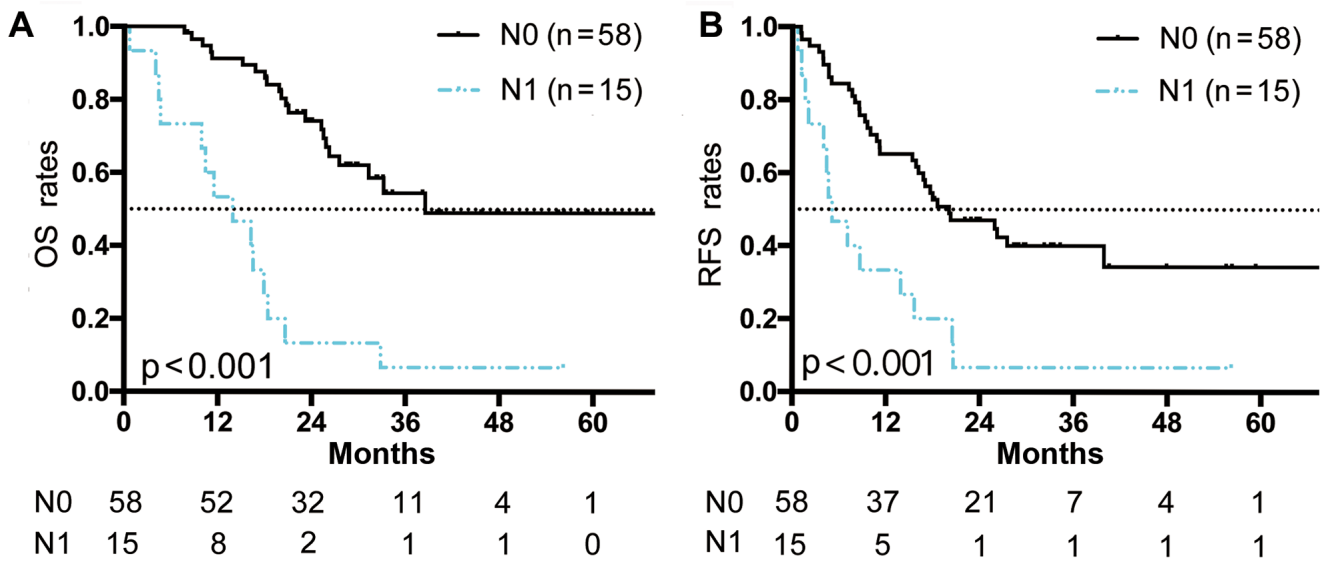 A
OS rates
1.0
0.8
0.6
0.4
0.2
0.0
N0 (n=58)
N1 (n=15)
p<0.001
0 12 24 36 48 60
Months
N0 58 52 32 11 4 1
N1 15 8 2 1 1 0
B
RFS rates
1.0
0.8
0.6
0.4
0.2
0.0
N0 (n=58)
N1 (n=15)
p<0.001
0 12 24 36 48 60
Months
N0 58 37 21 7 4 1
N1 15 5 1 1 1 1